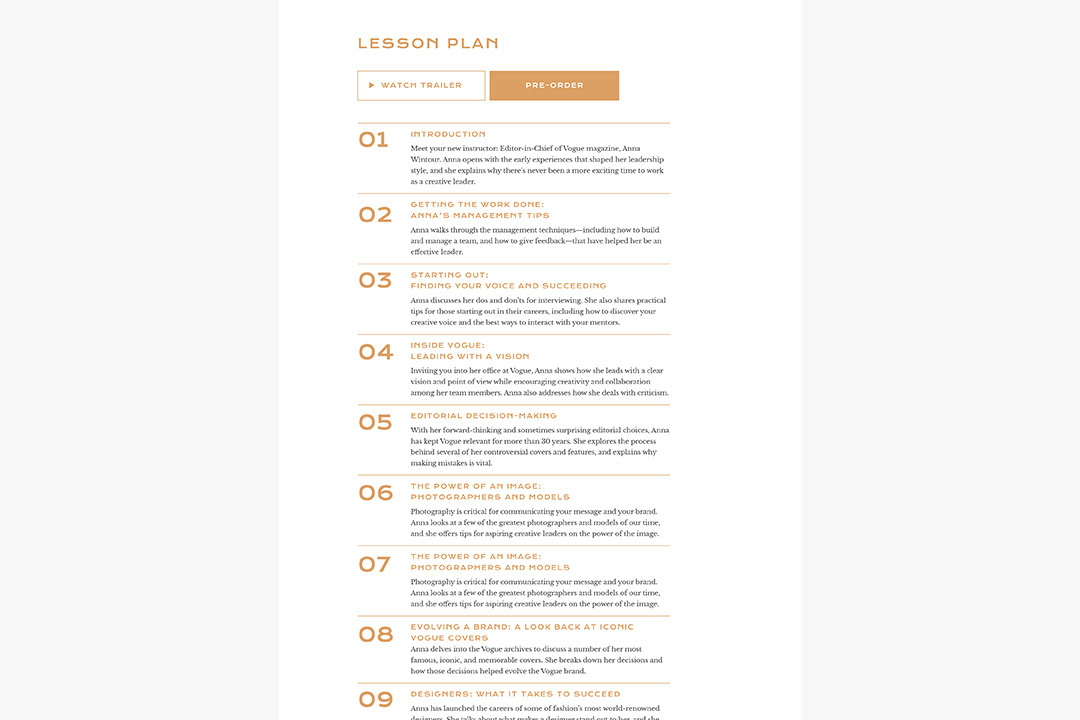 LESSON PLAN
▶ WATCH TRAILER
PRE-ORDER
01
INTRODUCTION
Meet your new instructor: Editor-in-Chief of Vogue magazine, Anna
Wintour. Anna opens with the early experiences that shaped her leadership
style, and she explains why there's never been a more exciting time to work
as a creative leader.
02
GETTING THE WORK DONE:
ANNA'S MANAGEMENT TIPS
Anna walks through the management techniques—including how to build
and manage a team, and how to give feedback—that have helped her be an
effective leader.
03
STARTING OUT:
FINDING YOUR VOICE AND SUCCEEDING
Anna discusses her dos and don'ts for interviewing. She also shares practical
tips for those starting out in their careers, including how to discover your
creative voice and the best ways to interact with your mentors.
04
INSIDE VOGUE:
LEADING WITH A VISION
Inviting you into her office at Vogue, Anna shows how she leads with a clear
vision and point of view while encouraging creativity and collaboration
among her team members. Anna also addresses how she deals with criticism.
05
EDITORIAL DECISION-MAKING
With her forward-thinking and sometimes surprising editorial choices, Anna
has kept Vogue relevant for more than 30 years. She explores the process
behind several of her controversial covers and features, and explains why
making mistakes is vital.
06
THE POWER OF AN IMAGE:
PHOTOGRAPHERS AND MODELS
Photography is critical for communicating your message and your brand.
Anna looks at a few of the greatest photographers and models of our time,
and she offers tips for aspiring creative leaders on the power of the image.
07
THE POWER OF AN IMAGE:
PHOTOGRAPHERS AND MODELS
Photography is critical for communicating your message and your brand.
Anna looks at a few of the greatest photographers and models of our time,
and she offers tips for aspiring creative leaders on the power of the image.
08
EVOLVING A BRAND: A LOOK BACK AT ICONIC
VOGUE COVERS
Anna delves into the Vogue archives to discuss a number of her most
famous, iconic, and memorable covers. She breaks down her decisions and
how those decisions helped evolve the Vogue brand.
09
DESIGNERS: WHAT IT TAKES TO SUCCEED
Anna has launched the careers of some of fashion's most world-renowned
designers. She talks about what makes a designer stand out to her, and she